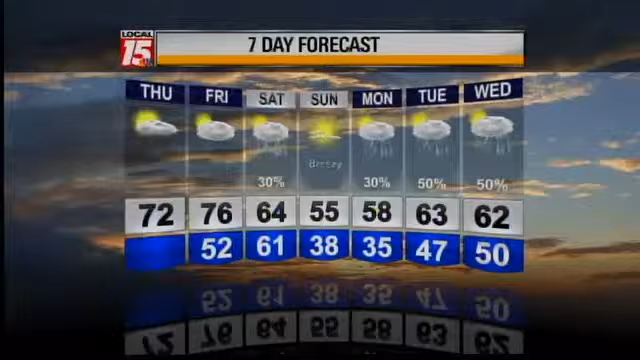 LOCAL
15
7 DAY FORECAST
THU FRI SAT SUN MON TUE WED
Breezy
30% 30% 50% 50%
72 76 64 55 58 63 62
52 61 38 35 47 50